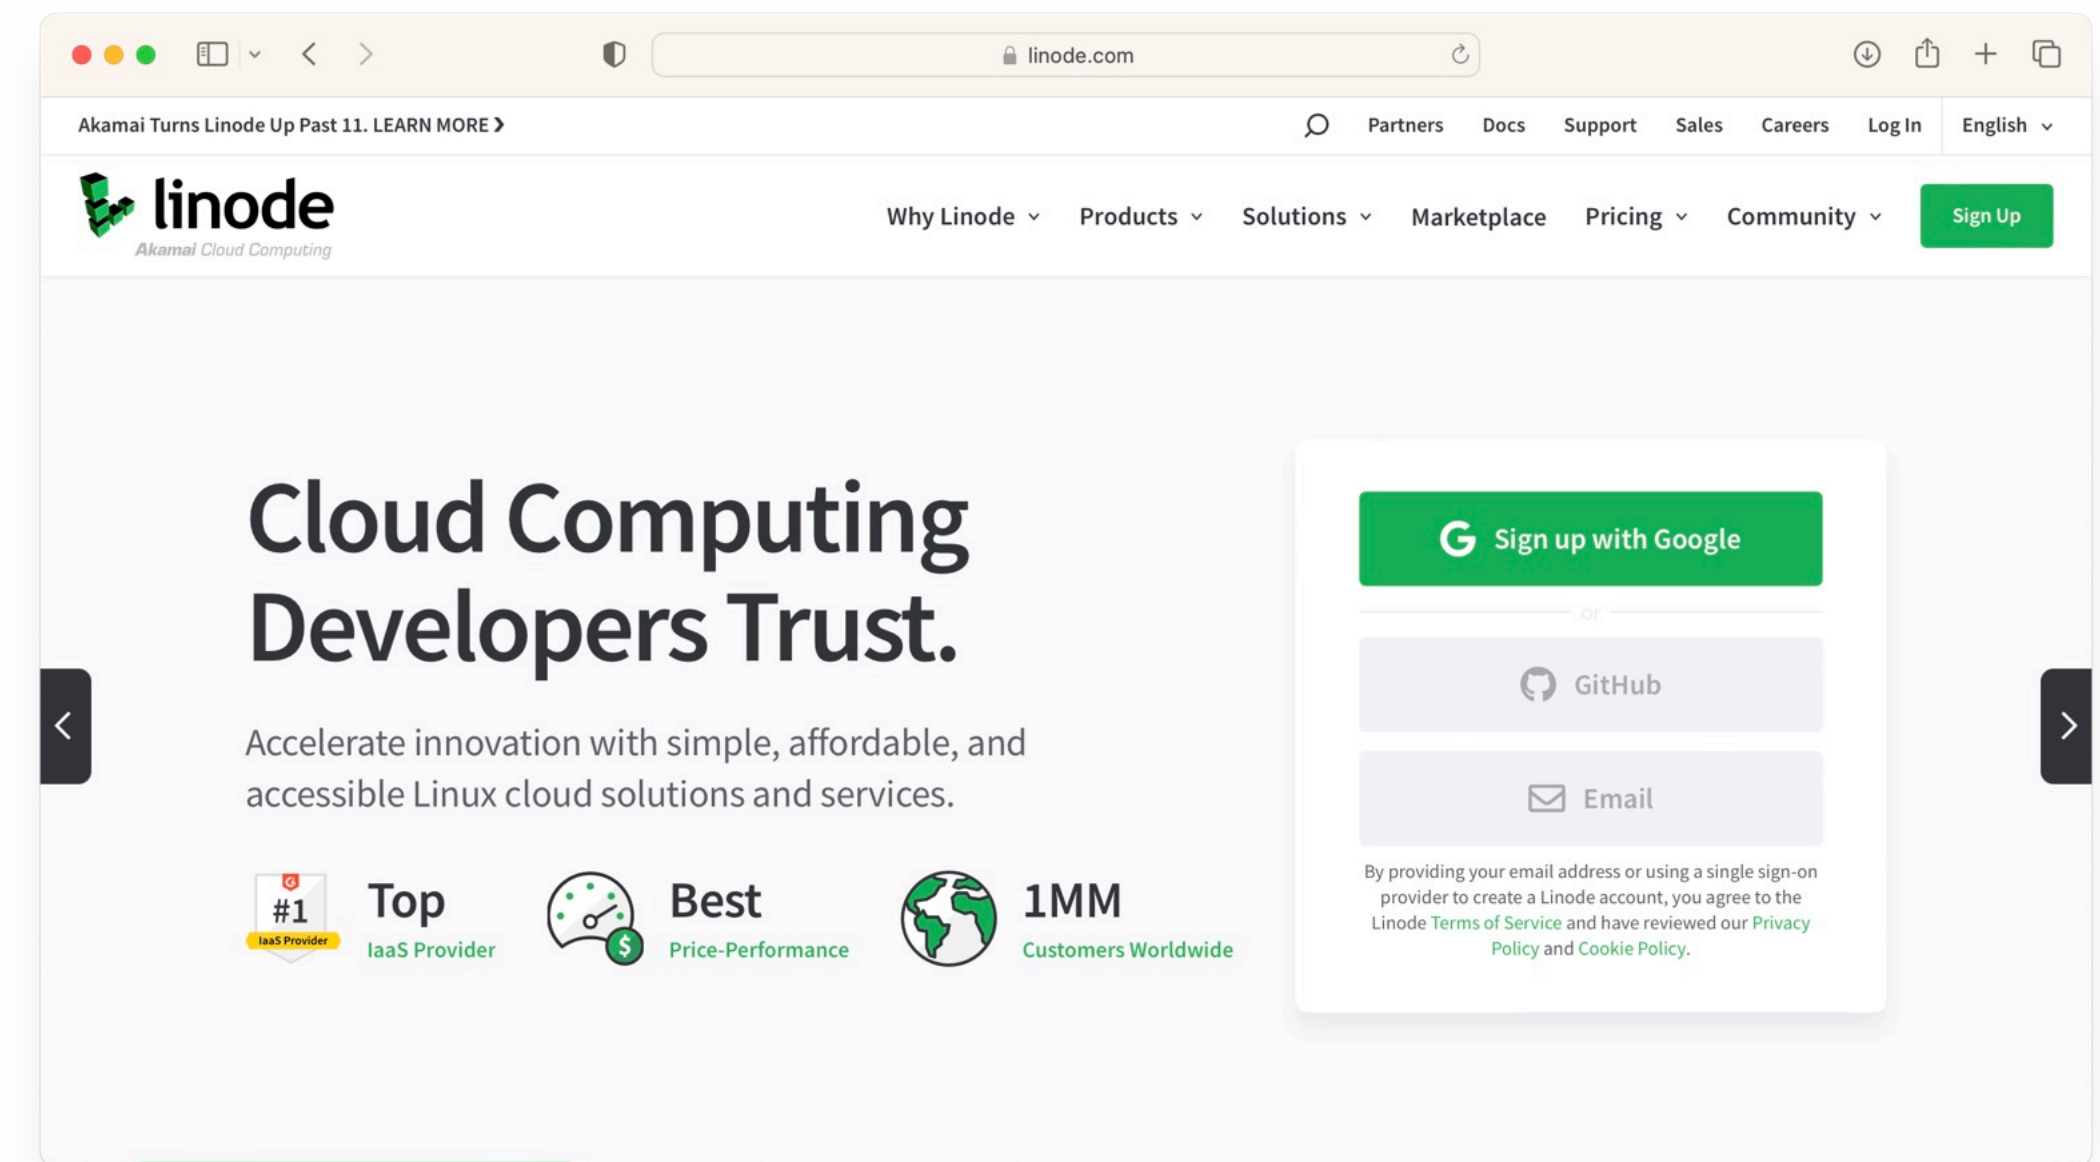 linode.com
Akamai Turns Linode Up Past 11. LEARN MORE ❯
Partners Docs Support Sales Careers Log In English
linode
Akamai Cloud Computing
Why Linode Products Solutions Marketplace Pricing Community Sign Up
Cloud Computing
Developers Trust.
Accelerate innovation with simple, affordable, and
accessible Linux cloud solutions and services.
#1
IaaS Provider
Top
IaaS Provider
$
Best
Price-Performance
1MM
Customers Worldwide
G Sign up with Google
or
GitHub
Email
By providing your email address or using a single sign-on
provider to create a Linode account, you agree to the
Linode Terms of Service and have reviewed our Privacy
Policy and Cookie Policy.